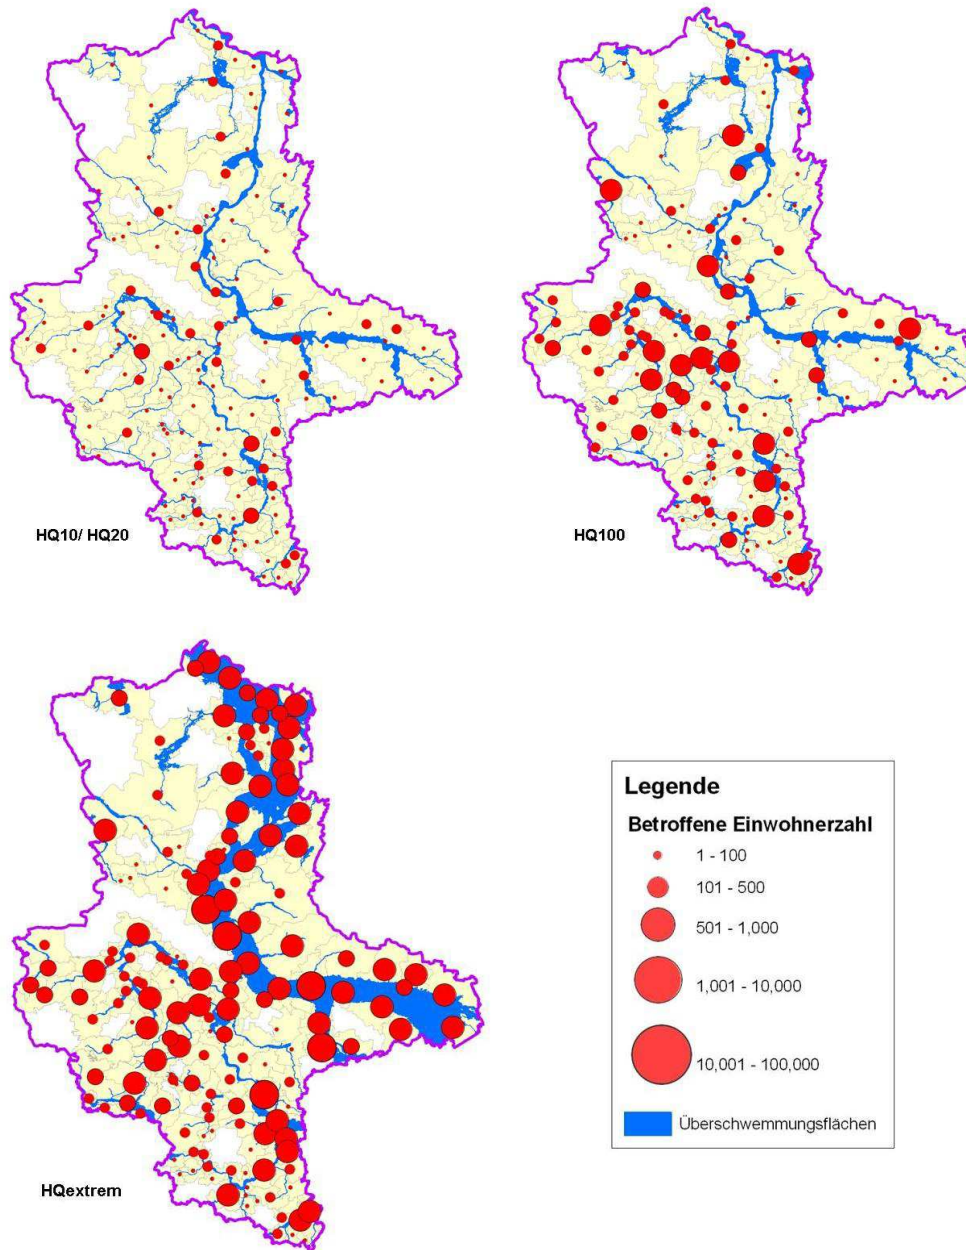 HQ10/ HQ20
HQ100
HQextrem
Legende
Betroffene Einwohnerzahl
1 - 100
101 - 500
501 - 1,000
1,001 - 10,000
10,001 - 100,000
Überschwemmungsflächen